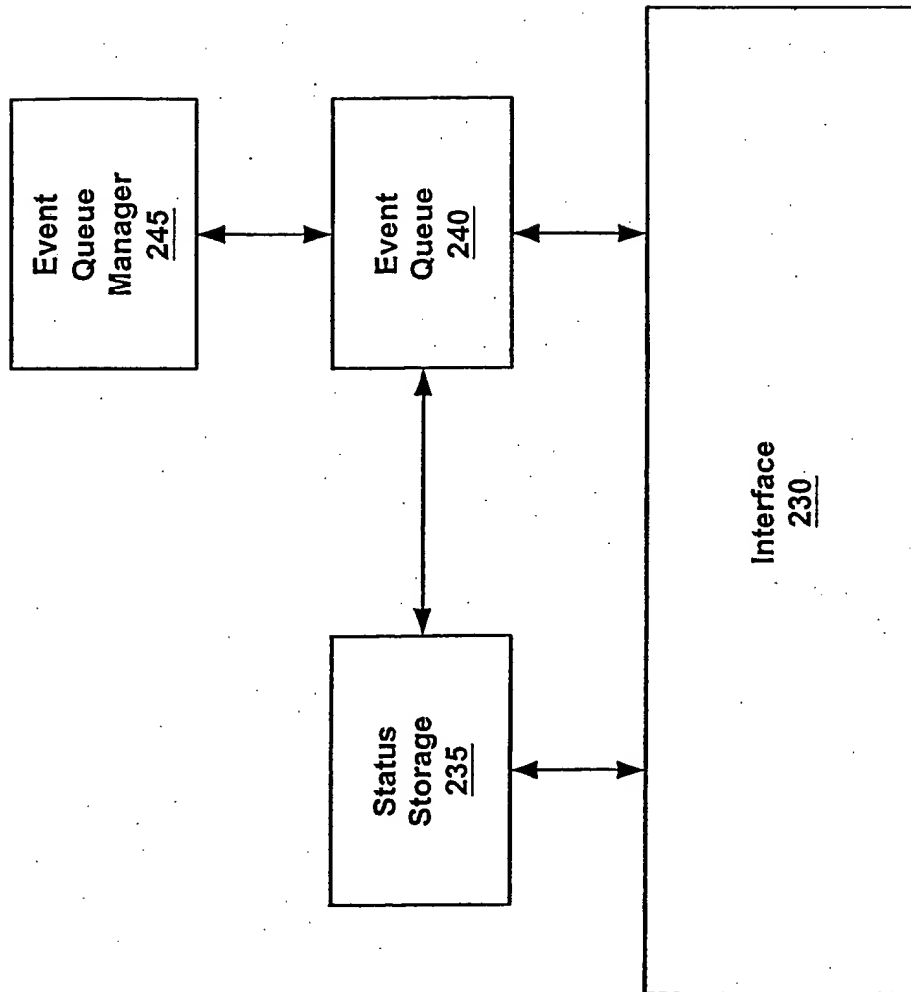 Event
Queue
Manager
245
Event
Queue
240
Status
Storage
235
Interface
230